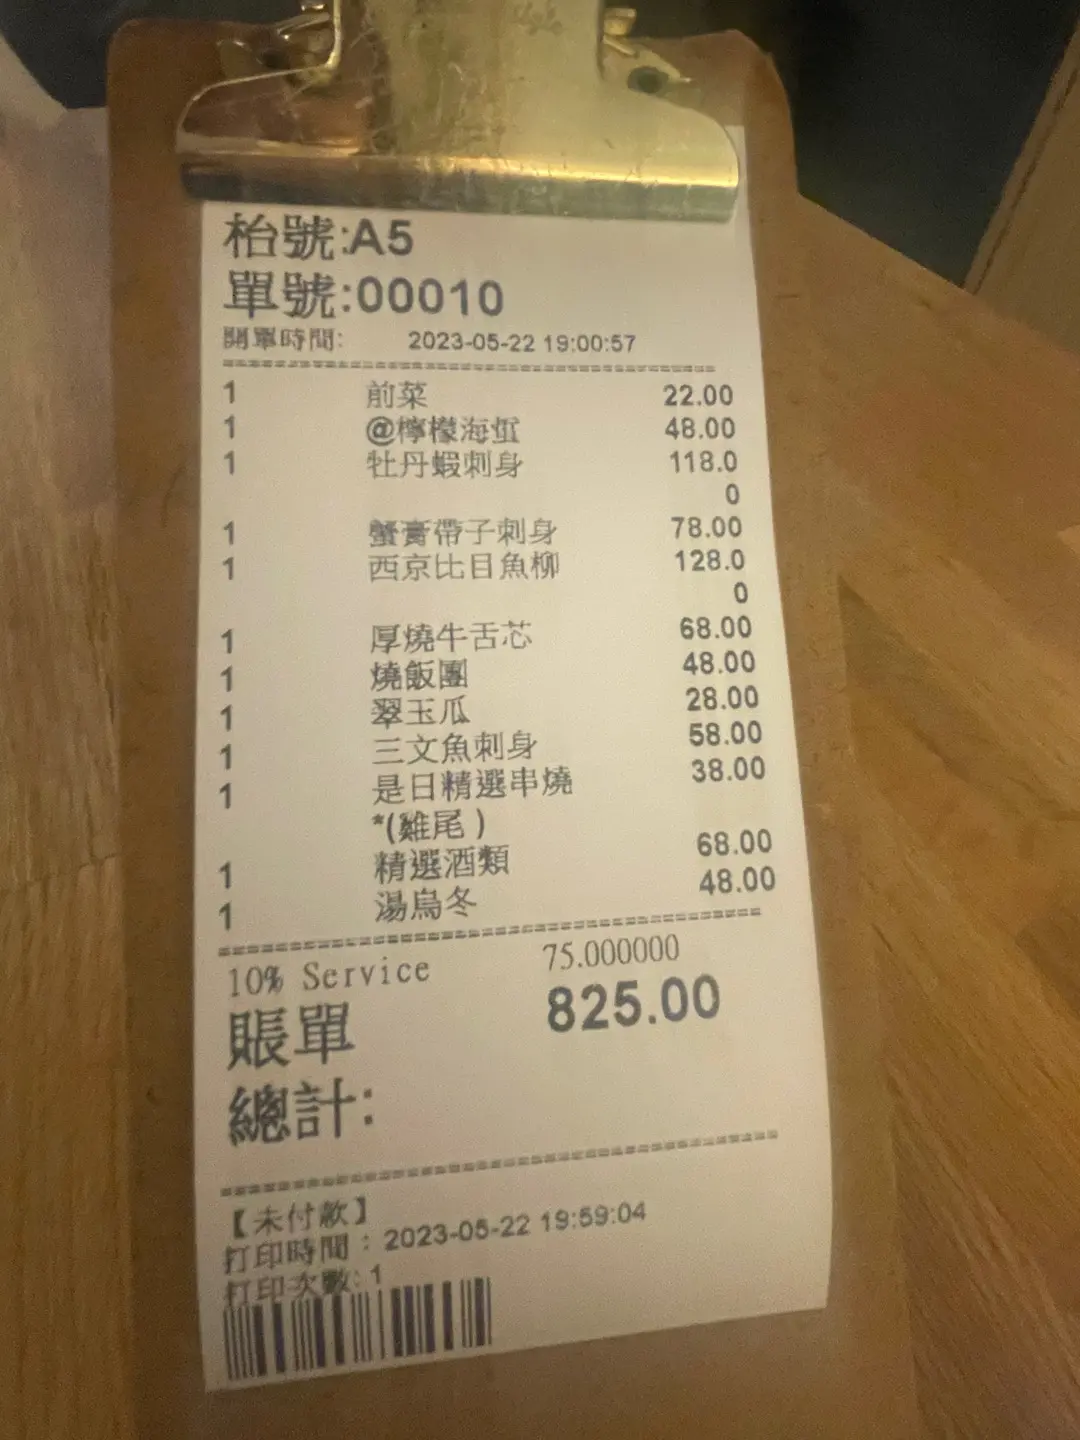 枱號:A5
單號:00010
開單時間: 2023-05-22 19:00:57
1 前菜 22.00
1 @檸檬海蜇 48.00
1 牡丹蝦刺身 118.0
0
1 蟹膏帶子刺身 78.00
1 西京比目魚柳 128.0
0
1 厚燒牛舌芯 68.00
1 燒飯團 48.00
1 翠玉瓜 28.00
1 三文魚刺身 58.00
1 是日精選串燒 38.00
*(雞尾)
1 精選酒類 68.00
1 湯烏冬 48.00
10% Service 75.000000
賬單 825.00
總計:
【未付款】
打印時間：2023-05-22 19:59:04
打印次數: 1